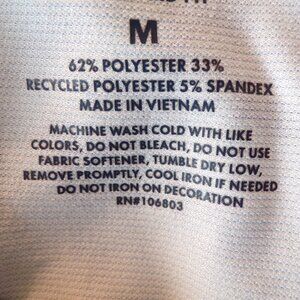 M
62% POLYESTER 33%
RECYCLED POLYESTER 5% SPANDEX
MADE IN VIETNAM
MACHINE WASH COLD WITH LIKE
COLORS, DO NOT BLEACH, DO NOT USE
FABRIC SOFTENER, TUMBLE DRY LOW,
REMOVE PROMPTLY, COOL IRON IF NEEDED
DO NOT IRON ON DECORATION
RN#106803